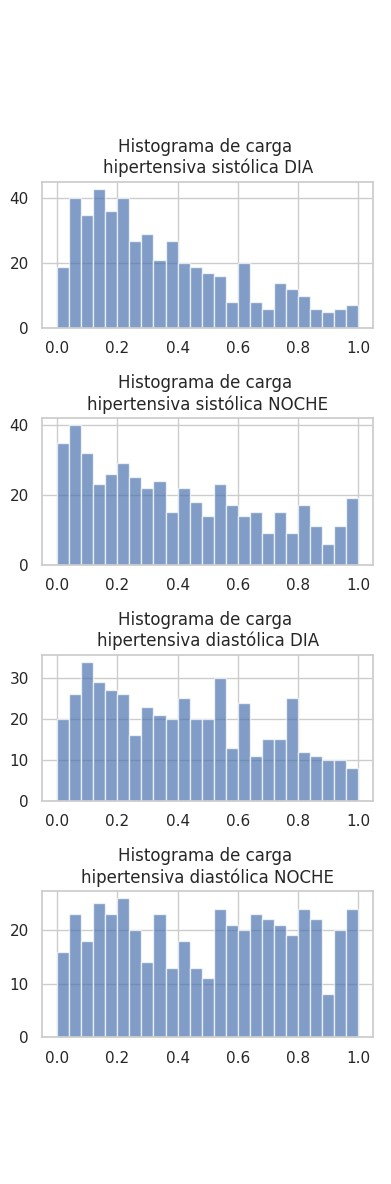 Histograma de carga
hipertensiva sistólica DIA
40
20
0
0.0 0.2 0.4 0.6 0.8 1.0
Histograma de carga
hipertensiva sistólica NOCHE
40
20
0
0.0 0.2 0.4 0.6 0.8 1.0
Histograma de carga
hipertensiva diastólica DIA
30
20
10
0
0.0 0.2 0.4 0.6 0.8 1.0
Histograma de carga
hipertensiva diastólica NOCHE
20
10
0
0.0 0.2 0.4 0.6 0.8 1.0